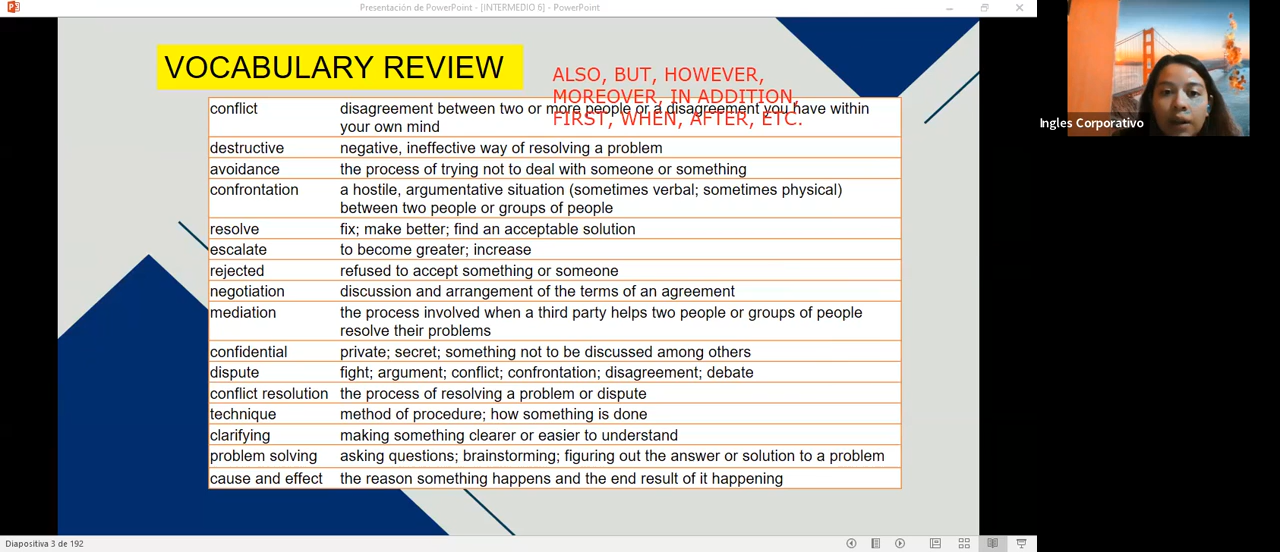 Presentación de PowerPoint - [INTERMEDIO 6] - PowerPoint
VOCABULARY REVIEW
ALSO, BUT, HOWEVER,
MOREOVER, IN ADDITION,
FIRST, WHEN, AFTER, ETC.
conflict disagreement between two or more people or a disagreement you have within
your own mind
destructive negative, ineffective way of resolving a problem
avoidance the process of trying not to deal with someone or something
confrontation a hostile, argumentative situation (sometimes verbal; sometimes physical)
between two people or groups of people
resolve fix; make better; find an acceptable solution
escalate to become greater; increase
rejected refused to accept something or someone
negotiation discussion and arrangement of the terms of an agreement
mediation the process involved when a third party helps two people or groups of people
resolve their problems
confidential private; secret; something not to be discussed among others
dispute fight; argument; conflict; confrontation; disagreement; debate
conflict resolution the process of resolving a problem or dispute
technique method of procedure; how something is done
clarifying making something clearer or easier to understand
problem solving asking questions; brainstorming; figuring out the answer or solution to a problem
cause and effect the reason something happens and the end result of it happening
Ingles Corporativo
Diapositiva 3 de 192